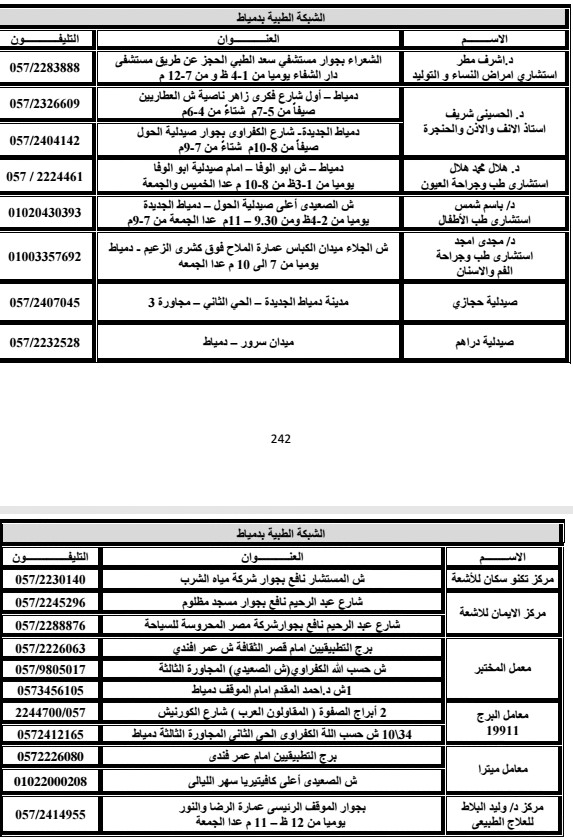 الشبكة الطبية بدمياط
الاســـــــم العنـــــــوان التليفـــــــون
د.اشرف مطر
استشاري امراض النساء و التوليد
الشعراء بجوار مستشفي سعد الطبي الحجز عن طريق مستشفى
دار الشفاء يوميا من 1-4 ظ و من 7-12 م
057/2283888
د. الحسينى شريف
استاذ الانف والاذن والحنجرة
دمياط – أول شارع فكرى زاهر ناصية ش العطاريين
صيفاً من 5-7م شتاءً من 4-6م
057/2326609
دمياط الجديدة- شارع الكفراوى بجوار صيدلية الحول
صيفاً من 8-10م شتاءً من 7-9م
057/2404142
د. هلال محمد هلال
استشارى طب وجراحة العيون
دمياط – ش ابو الوفا – امام صيدلية ابو الوفا
يوميا من 1-3ظ من 8-10 م عدا الخميس والجمعة
057 / 2224461
د/ باسم شمس
استشارى طب الأطفال
ش الصعيدى أعلى صيدلية الحول – دمياط الجديدة
يوميا من 2-4ظ ومن 9.30 – 11م عدا الجمعة من 7-9م
01020430393
د/ مجدى امجد
استشارى طب وجراحة
الفم والاسنان
ش الجلاء ميدان الكباس عمارة الملاح فوق كشرى الزعيم - دمياط
يوميا من 7 الى 10 م عدا الجمعه
01003357692
صيدلية حجازي
مدينة دمياط الجديدة – الحي الثاني – مجاورة 3
057/2407045
صيدلية دراهم
ميدان سرور – دمياط
057/2232528
242
الشبكة الطبية بدمياط
الاســـــــم العنـــــــوان التليفـــــــون
مركز تكنو سكان للأشعة
ش المستشار نافع بجوار شركة مياه الشرب
057/2230140
مركز الايمان للاشعة
شارع عبد الرحيم نافع بجوار مسجد مظلوم
057/2245296
شارع عبد الرحيم نافع بجوارشركة مصر المحروسة للسياحة
057/2288876
معمل المختبر
برج التطبيقيين امام قصر الثقافة ش عمر افندي
057/2226063
ش حسب الله الكفراوي(ش الصعيدي) المجاورة الثالثة
057/9805017
1ش د.احمد المقدم امام الموقف دمياط
0573456105
معامل البرج
19911
2 أبراج الصفوة ( المقاولون العرب ) شارع الكورنيش
2244700/057
34\10 ش حسب اللة الكفراوى الحى الثانى المجاورة الثالثة دمياط
0572412165
معامل ميترا
برج التطبيقيين امام عمر فندى
0572226080
ش الصعيدى أعلى كافيتيريا سهر الليالى
01022000208
مركز د/ وليد البلاط
للعلاج الطبيعي
بجوار الموقف الرئيسى عمارة الرضا والنور
يوميا من 12 ظ – 11 م عدا الجمعة
057/2414955